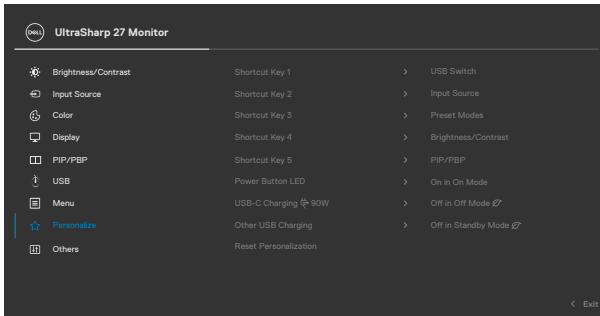 DELL UltraSharp 27 Monitor
Brightness/Contrast Shortcut Key 1 > USB Switch
Input Source Shortcut Key 2 > Input Source
Color Shortcut Key 3 > Preset Modes
Display Shortcut Key 4 > Brightness/Contrast
PIP/PBP Shortcut Key 5 > PIP/PBP
USB Power Button LED > On in On Mode
Menu USB-C Charging 90W > Off in Off Mode
Personalize Other USB Charging > Off in Standby Mode
Others Reset Personalization
< Exit